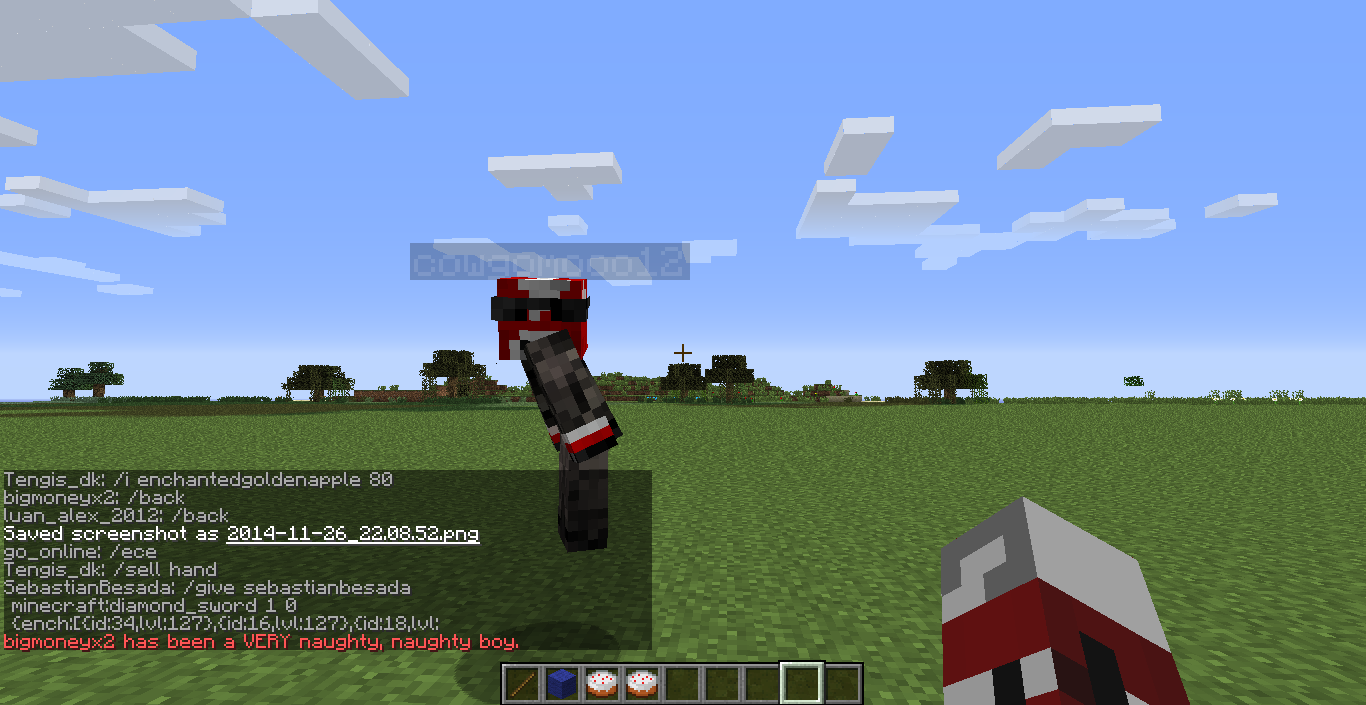 Tengis_dk: /i enchantedgoldenapple 80
bigmoneyx2: /back
luan_alex_2012: /back
Saved screenshot as 2014-11-26_22.08.52.png
go_online: /ece
Tengis_dk: /sell hand
SebastianBesada: /give sebastianbesada
minecraft:diamond_sword 1 0
{ench:[{id:34,lvl:127},{id:16,lvl:127},{id:18,lvl:
bigmoneyx2 has been a VERY naughty, naughty boy.